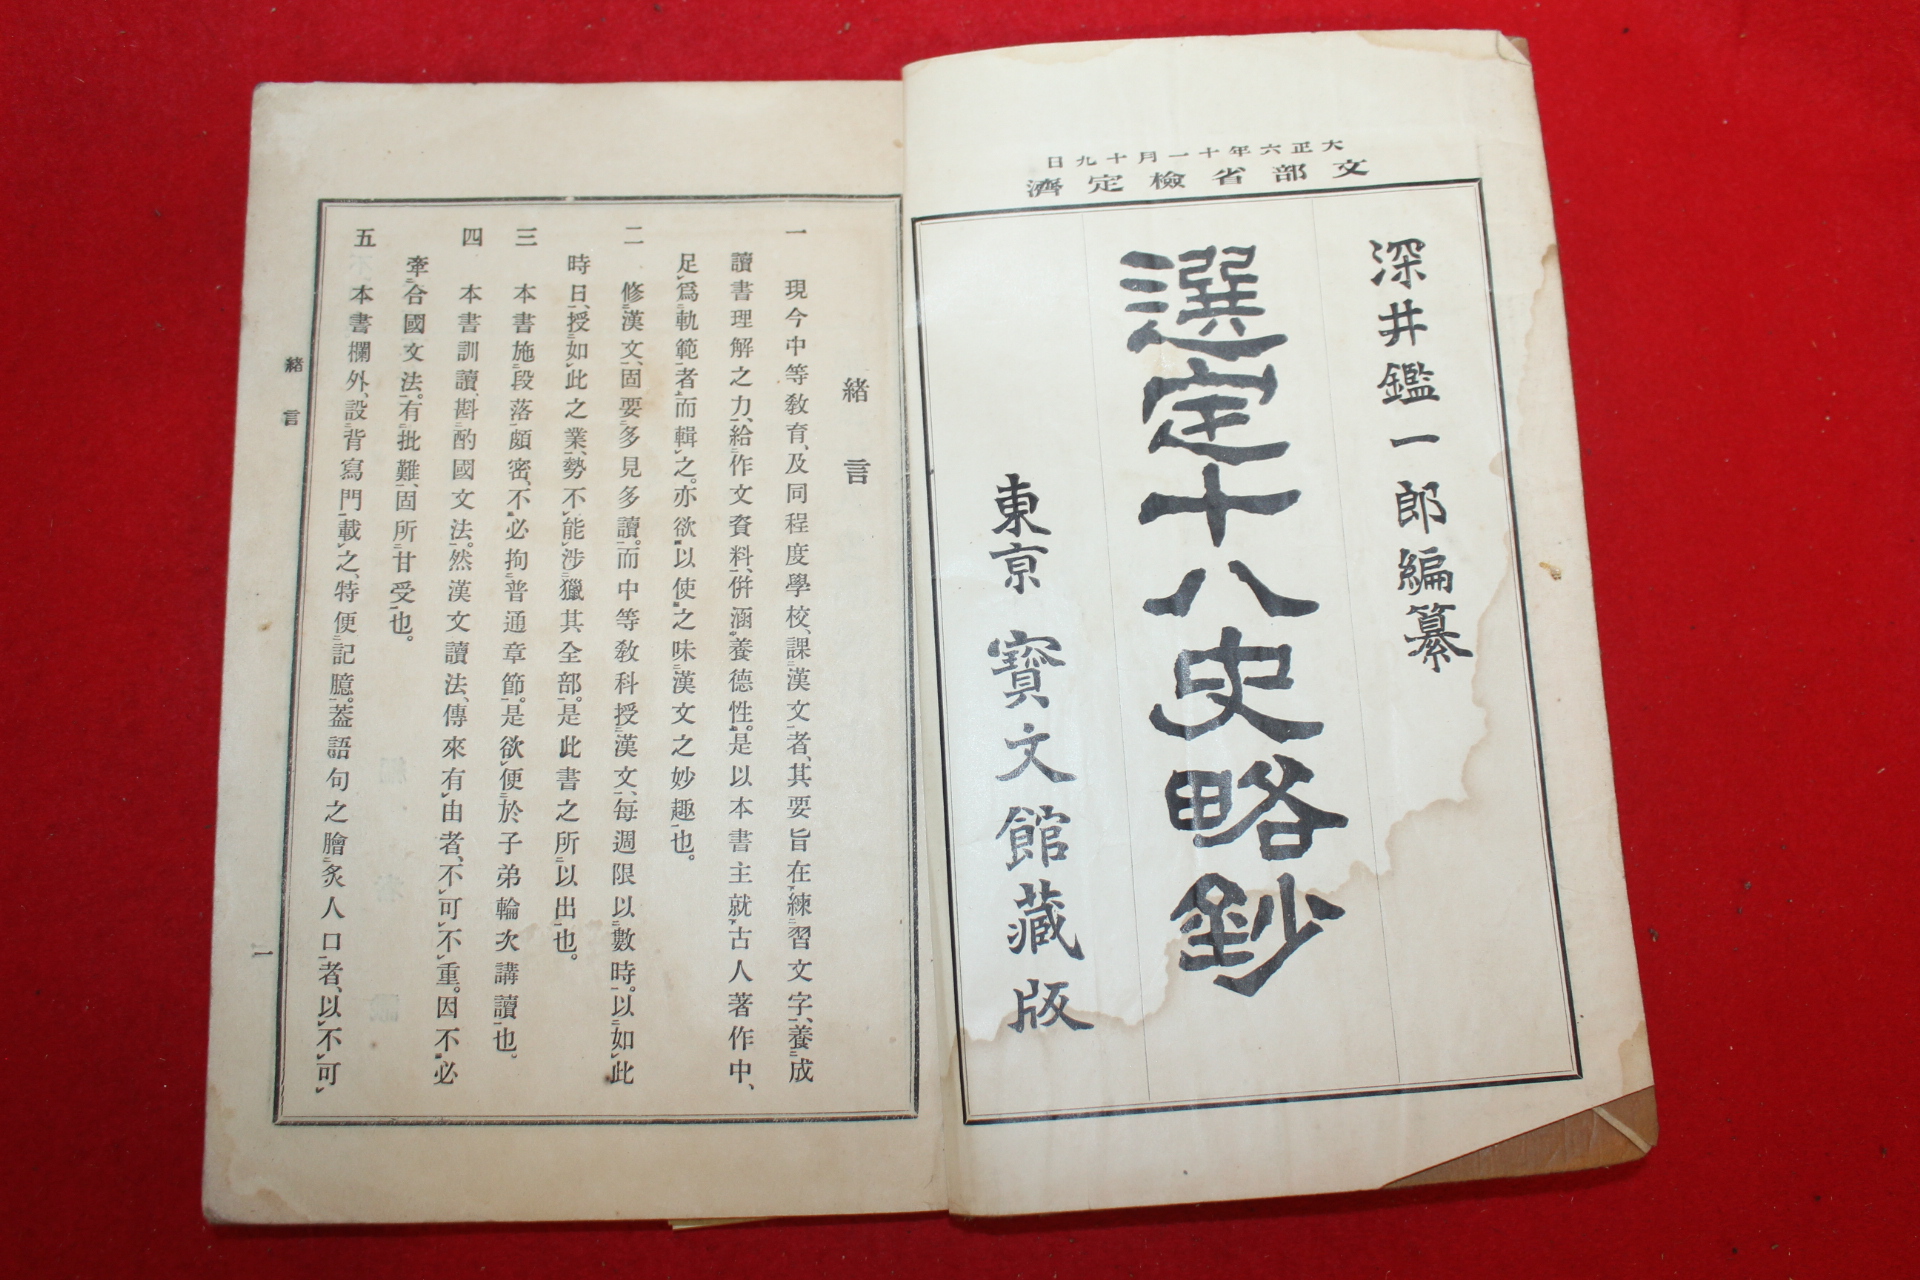 大正六年十一月十九日
文部省檢定濟
深井鑑一郎編纂
選定十八史略鈔
東京 寶文館藏版
緒言
一 現今中等敎育、及同程度學校、課漢文者、其要旨在練習文字、養成
讀書理解之力、給作文資料、併涵養德性。是以本書主就古人著作中、
足爲軌範者、而輯之。亦欲以使之味漢文之妙趣也。
二 修漢文、固要多見多讀。而中等敎科授漢文、每週限以數時。以如此
時日、授如此之業、勢不能涉獵其全部。是此書之所以出也。
三 本書施段落頗密、不必拘普通章節。是欲便於子弟輪次講讀也。
四 本書訓讀、斟酌國文法。然漢文讀法、傳來有由者、不可不重。因不必
牽合國文法。有批難、固所甘受也。
五 本書欄外、設背寫門載之、特便記臆。蓋語句之膾炙人口者、以不可
緒言
一